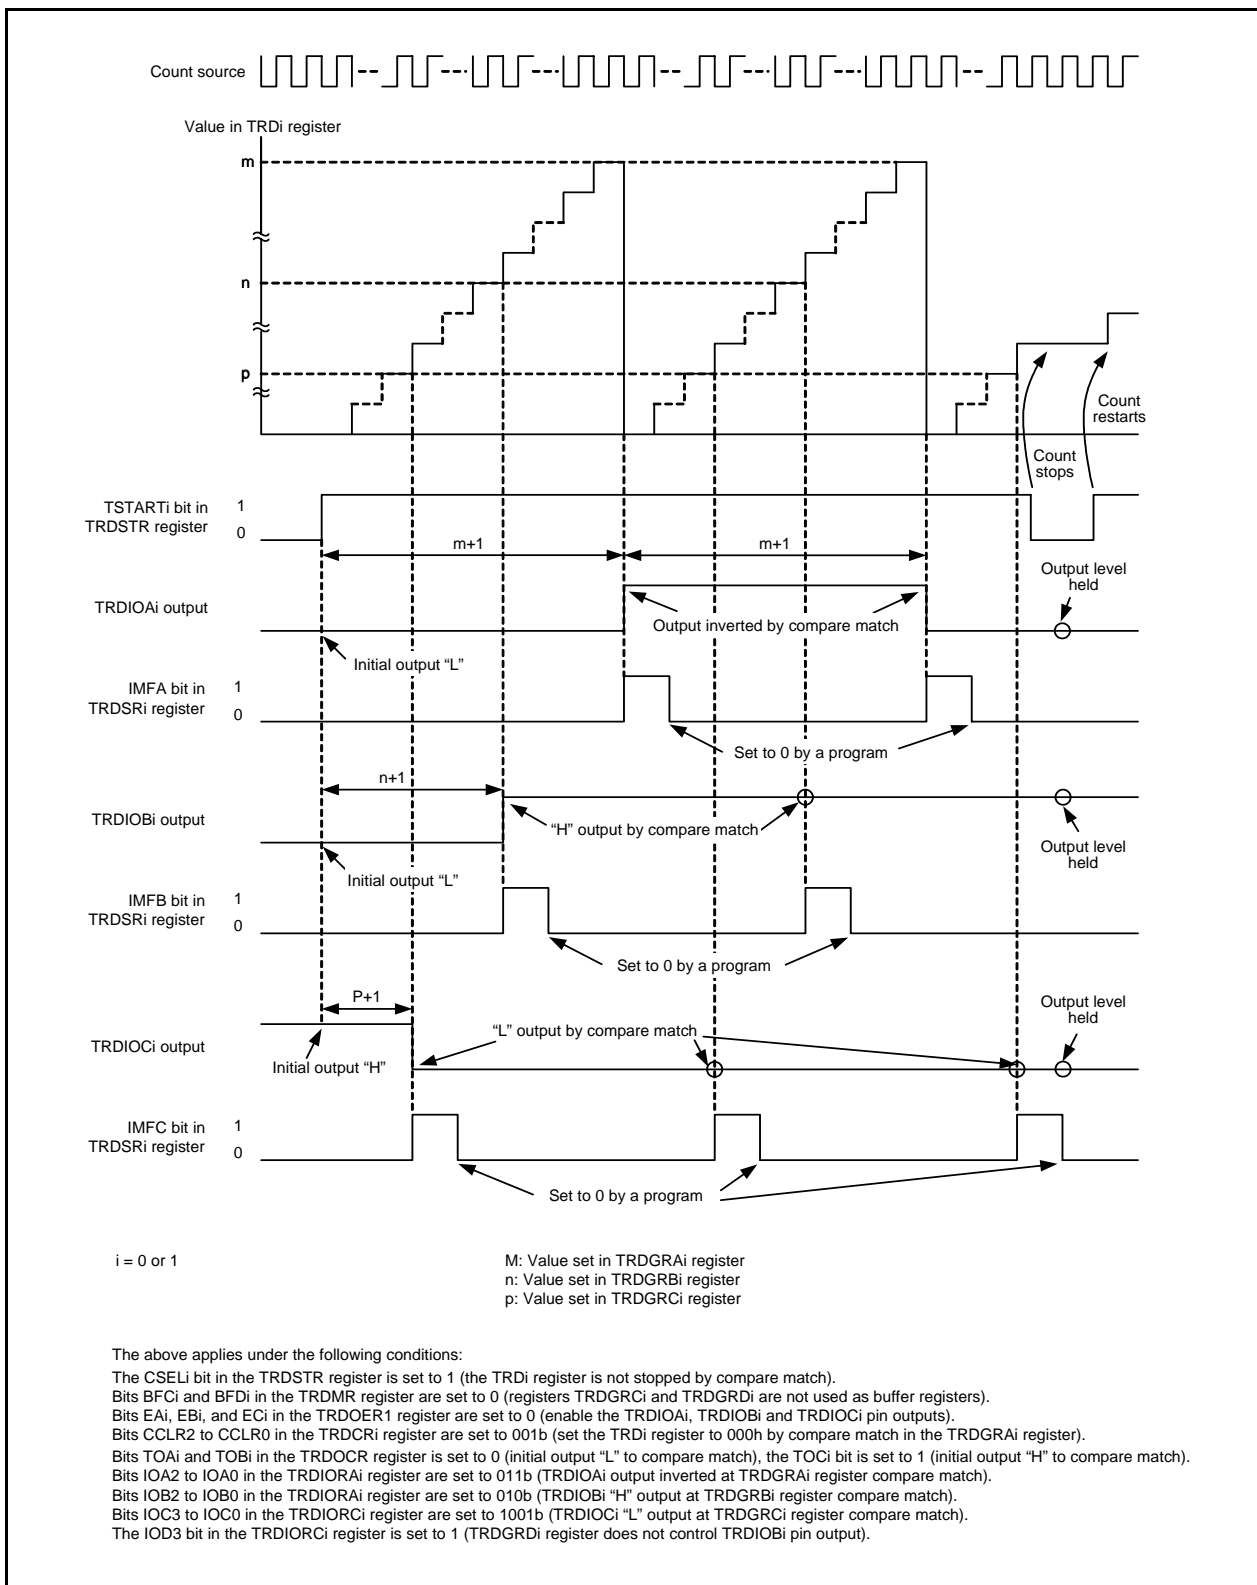 Count source
Value in TRDi register
m
n
p
Count
restarts
Count
stops
TSTARTi bit in
TRDSTR register
1
0
m+1
m+1
Output level
held
TRDIOAi output
Output inverted by compare match
Initial output “L”
IMFA bit in
TRDSRi register
1
0
Set to 0 by a program
n+1
TRDIOBi output
“H” output by compare match
Output level
held
Initial output “L”
IMFB bit in
TRDSRi register
1
0
Set to 0 by a program
P+1
Output level
held
“L” output by compare match
TRDIOCi output
Initial output “H”
IMFC bit in
TRDSRi register
1
0
Set to 0 by a program
i = 0 or 1
M: Value set in TRDGRAi register
n: Value set in TRDGRBi register
p: Value set in TRDGRCi register
The above applies under the following conditions:
The CSELi bit in the TRDSTR register is set to 1 (the TRDi register is not stopped by compare match).
Bits BFCi and BFDi in the TRDMR register are set to 0 (registers TRDGRCi and TRDGRDi are not used as buffer registers).
Bits EAi, EBi, and ECi in the TRDOER1 register are set to 0 (enable the TRDIOAi, TRDIOBi and TRDIOCi pin outputs).
Bits CCLR2 to CCLR0 in the TRDCRi register are set to 001b (set the TRDi register to 000h by compare match in the TRDGRAi register).
Bits TOAi and TOBi in the TRDOCR register is set to 0 (initial output “L” to compare match), the TOCi bit is set to 1 (initial output “H” to compare match).
Bits IOA2 to IOA0 in the TRDIORAi register are set to 011b (TRDIOAi output inverted at TRDGRAi register compare match).
Bits IOB2 to IOB0 in the TRDIORAi register are set to 010b (TRDIOBi “H” output at TRDGRBi register compare match).
Bits IOC3 to IOC0 in the TRDIORCi register are set to 1001b (TRDIOCi “L” output at TRDGRCi register compare match).
The IOD3 bit in the TRDIORCi register is set to 1 (TRDGRDi register does not control TRDIOBi pin output).